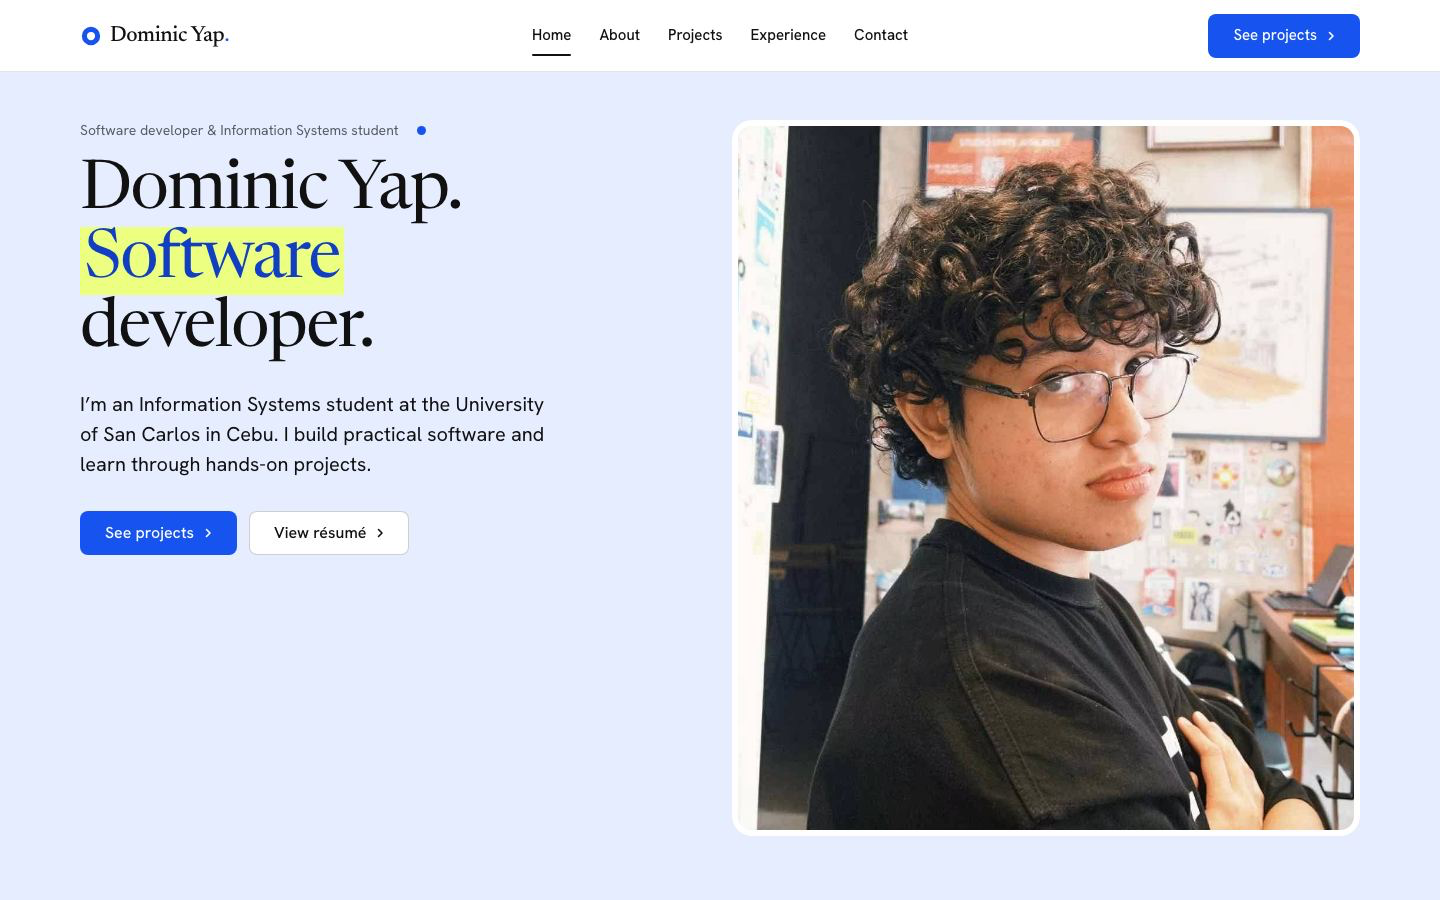 Dominic Yap.
Home
About
Projects
Experience
Contact
See projects
Software developer & Information Systems student
Dominic Yap.
Software
developer.
I’m an Information Systems student at the University
of San Carlos in Cebu. I build practical software and
learn through hands-on projects.
See projects
View résumé